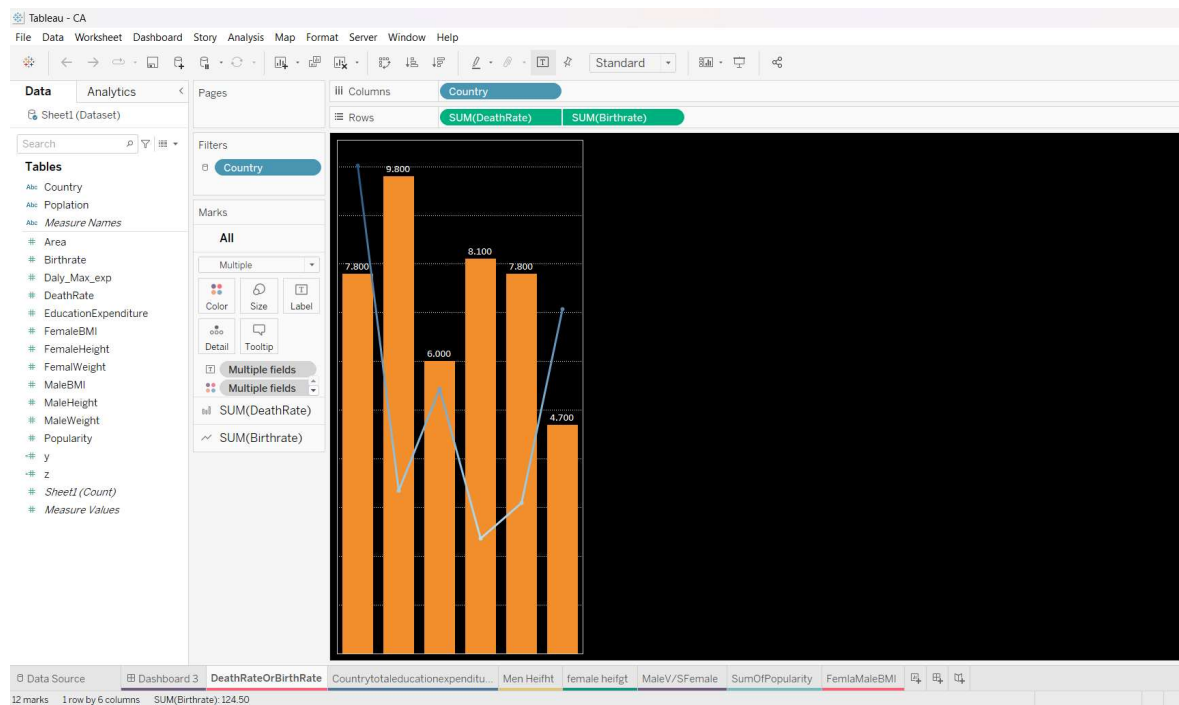 Tableau - CA
File Data Worksheet Dashboard Story Analysis Map Format Server Window Help
Standard
Data Analytics
Sheet1 (Dataset)
Search
Tables
Abc Country
Abc Poplation
Abc Measure Names
# Area
# Birthrate
# Daly_Max_exp
# DeathRate
# EducationExpenditure
# FemaleBMI
# FemaleHeight
# FemalWeight
# MaleBMI
# MaleHeight
# MaleWeight
# Popularity
=# y
=# z
# Sheet1 (Count)
# Measure Values
Pages
Filters
Country
Marks
All
Multiple
Color Size Label
Detail Tooltip
Multiple fields
Multiple fields
SUM(DeathRate)
SUM(Birthrate)
Columns Country
Rows SUM(DeathRate) SUM(Birthrate)
9.800
8.100
7.800 7.800
6.000
4.700
Data Source Dashboard 3 DeathRateOrBirthRate Countrytotaleducationexpenditu... Men Heifht female heifgt MaleV/SFemale SumOfPopularity FemlaMaleBMI
12 marks 1 row by 6 columns SUM(Birthrate): 124.50